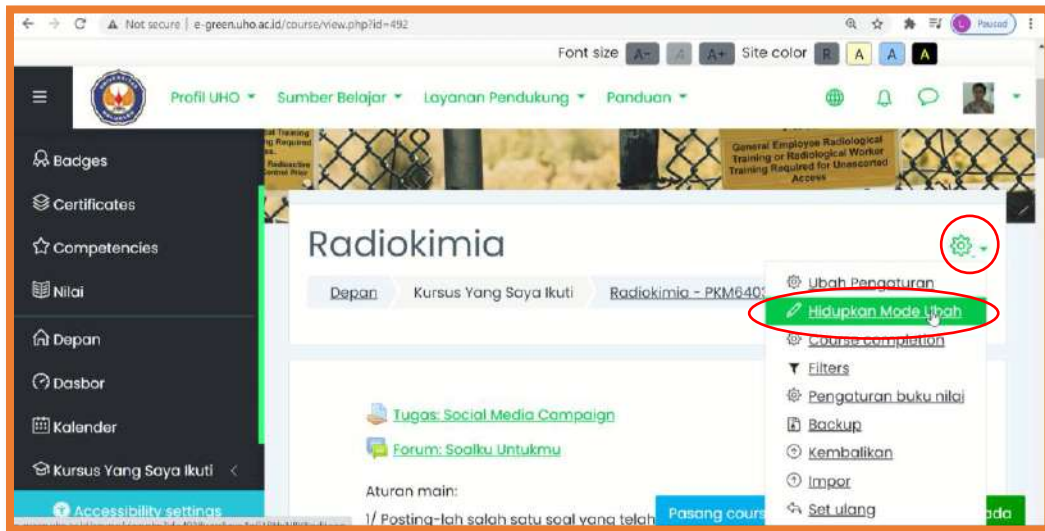 Not secure | e-green.uho.ac.id/course/view.php?id=492
Paused
Font size A- A A+ Site color R A A A
Profil UHO Sumber Belajar Layanan Pendukung Panduan
General Employee Radiological
Training or Radiological Worker
Training Required for Unescorted
Access
Badges
Certificates
Competencies
Nilai
Depan
Dasbor
Kalender
Kursus Yang Saya Ikuti
Accessibility settings
Radiokimia
Depan Kursus Yang Saya Ikuti Radiokimia - PKM640
Ubah Pengaturan
Hidupkan Mode Ubah
Course completion
Filters
Pengaturan buku nilai
Backup
Kembalikan
Impor
Set ulang
Tugas: Social Media Campaign
Forum: Soalku Untukmu
Aturan main:
1/ Posting-lah salah satu soal yang telah
Pasang cours
ada